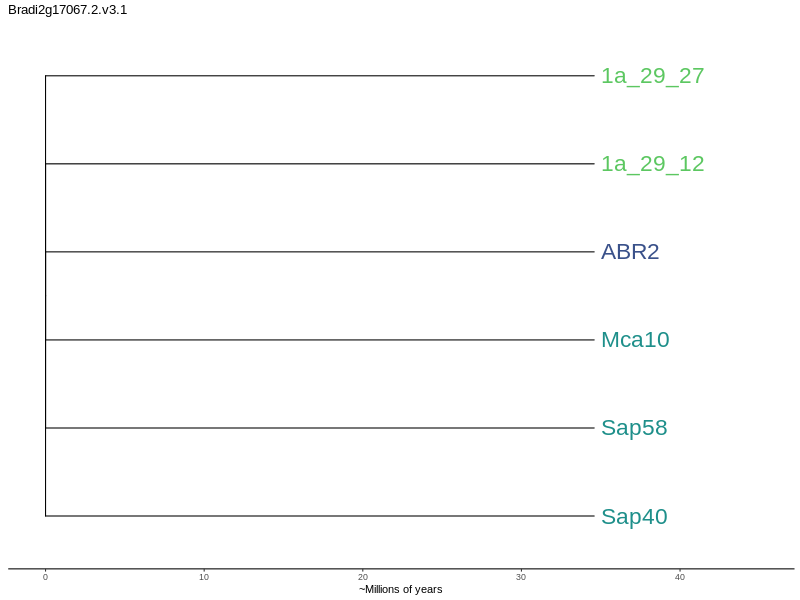 Bradi2g17067.2.v3.1
1a_29_27
1a_29_12
ABR2
Mca10
Sap58
Sap40
0 10 20 30 40
~Millions of years